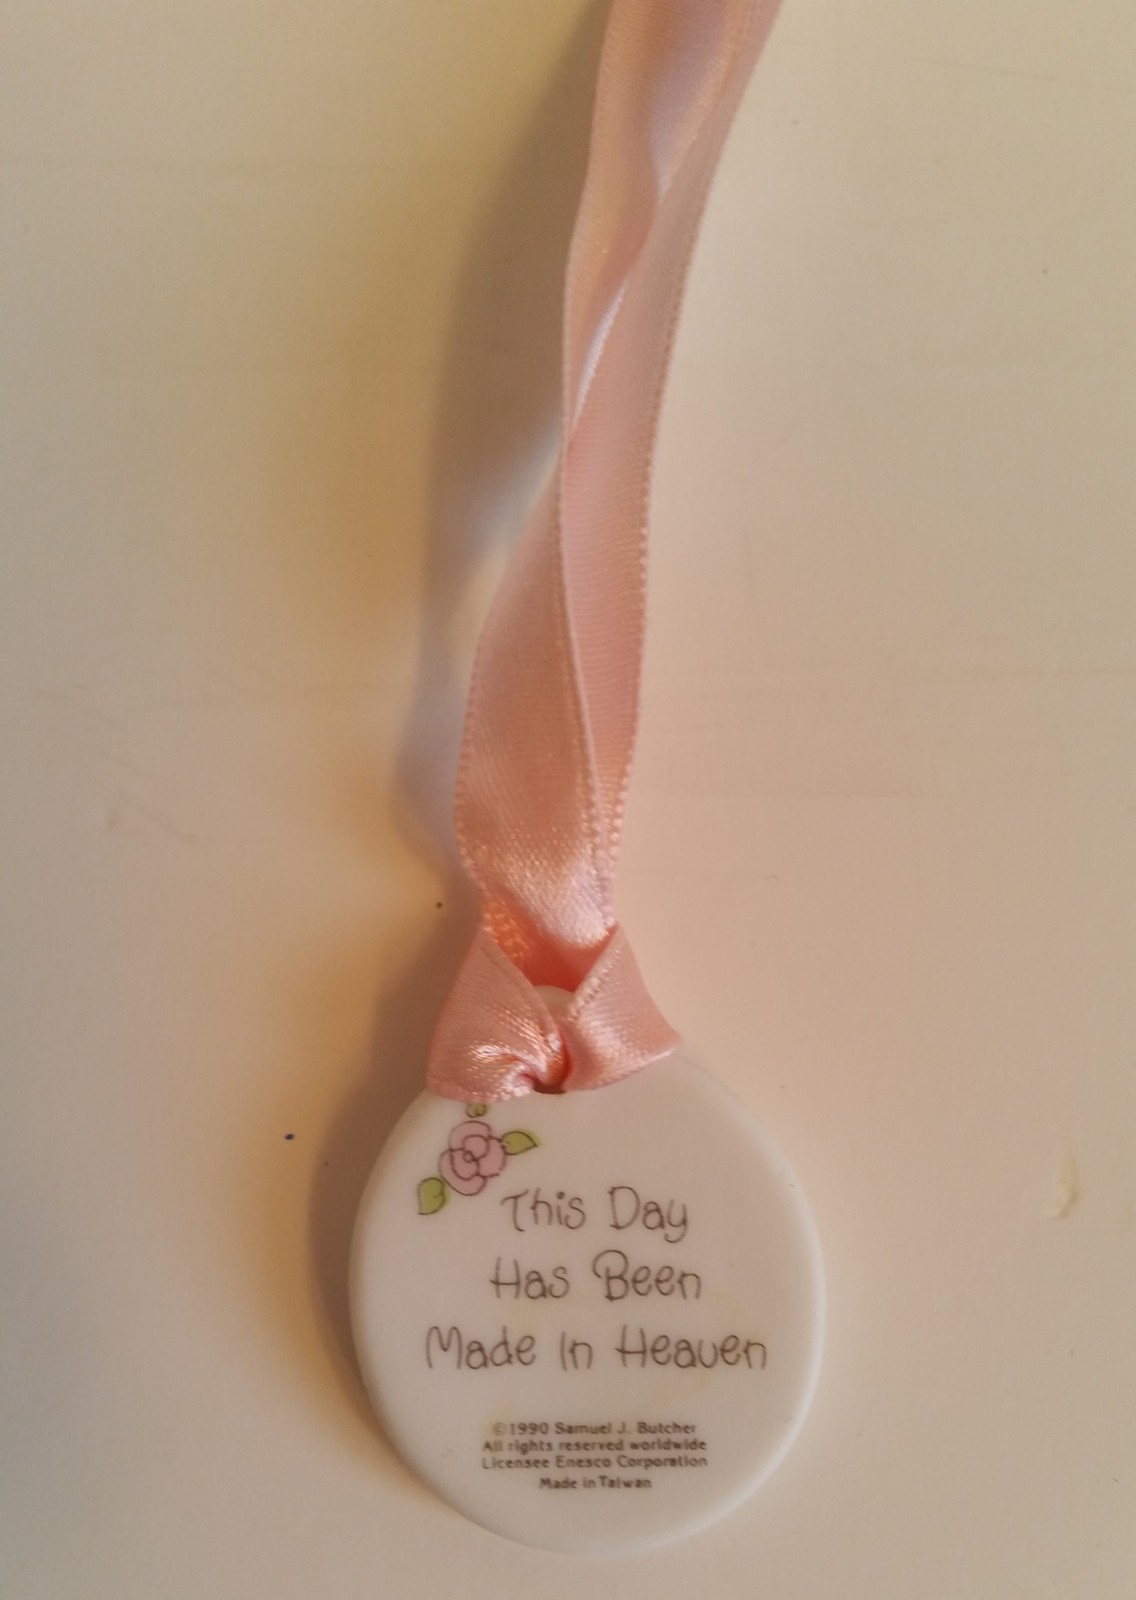 This Day
Has Been
Made In Heaven
©1990 Samuel J. Butcher
All rights reserved worldwide
Licensee Enesco Corporation
Made in Taiwan